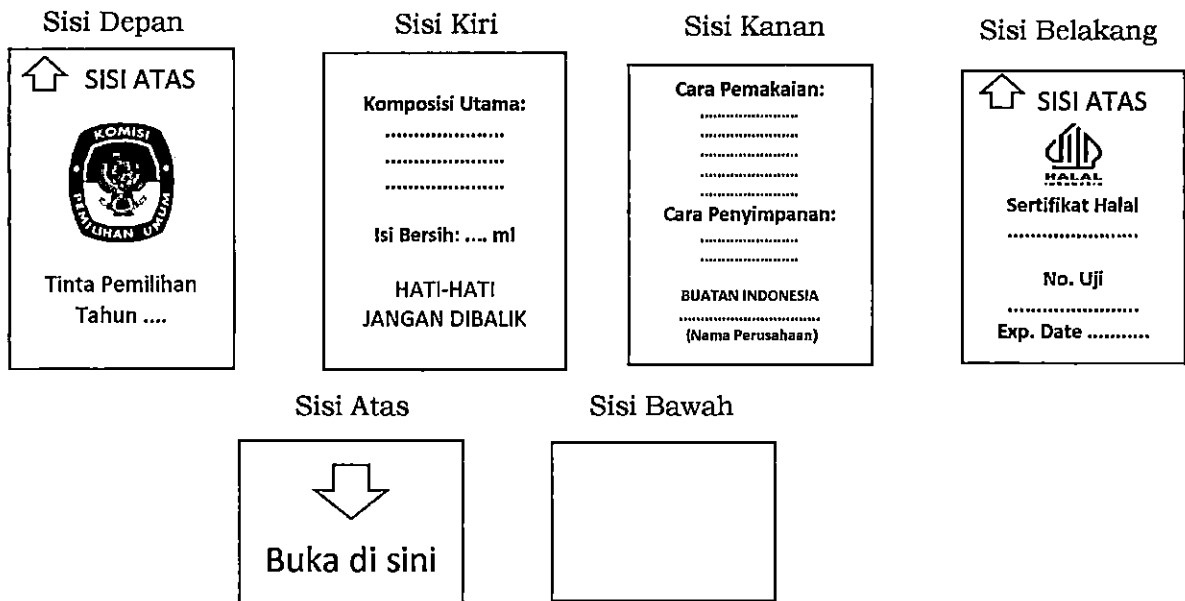 Sisi Depan
SISI ATAS
KOMISI
PEMILIHAN UMUM
Tinta Pemilihan
Tahun ....
Sisi Kiri
Komposisi Utama:
.....................
.....................
.....................
Isi Bersih: .... ml
HATI-HATI
JANGAN DIBALIK
Sisi Kanan
Cara Pemakaian:
.....................
.....................
.....................
.....................
.....................
Cara Penyimpanan:
.....................
.....................
BUATAN INDONESIA
..............................
(Nama Perusahaan)
Sisi Belakang
SISI ATAS
HALAL
INDONESIA
Sertifikat Halal
.......................
No. Uji
.......................
Exp. Date ...........
Sisi Atas
Buka di sini
Sisi Bawah